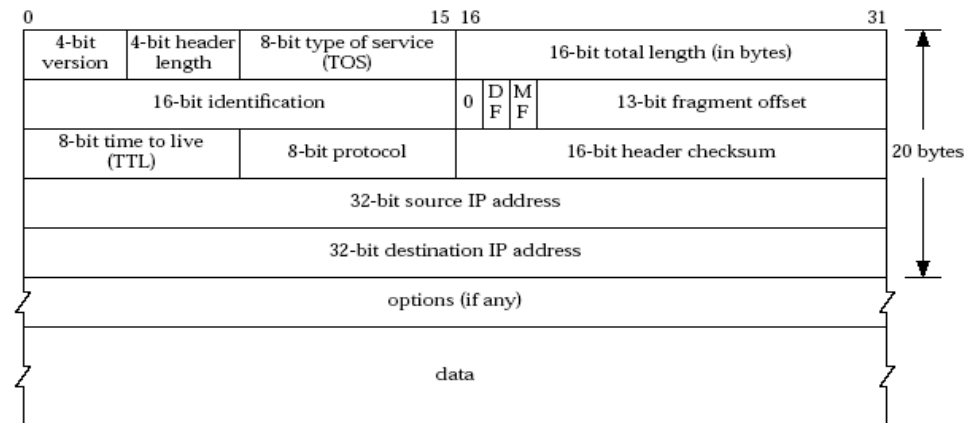 0 15 16 31
4-bit version
4-bit header length
8-bit type of service (TOS)
16-bit total length (in bytes)
16-bit identification
0
DF
MF
13-bit fragment offset
8-bit time to live (TTL)
8-bit protocol
16-bit header checksum
20 bytes
32-bit source IP address
32-bit destination IP address
options (if any)
data